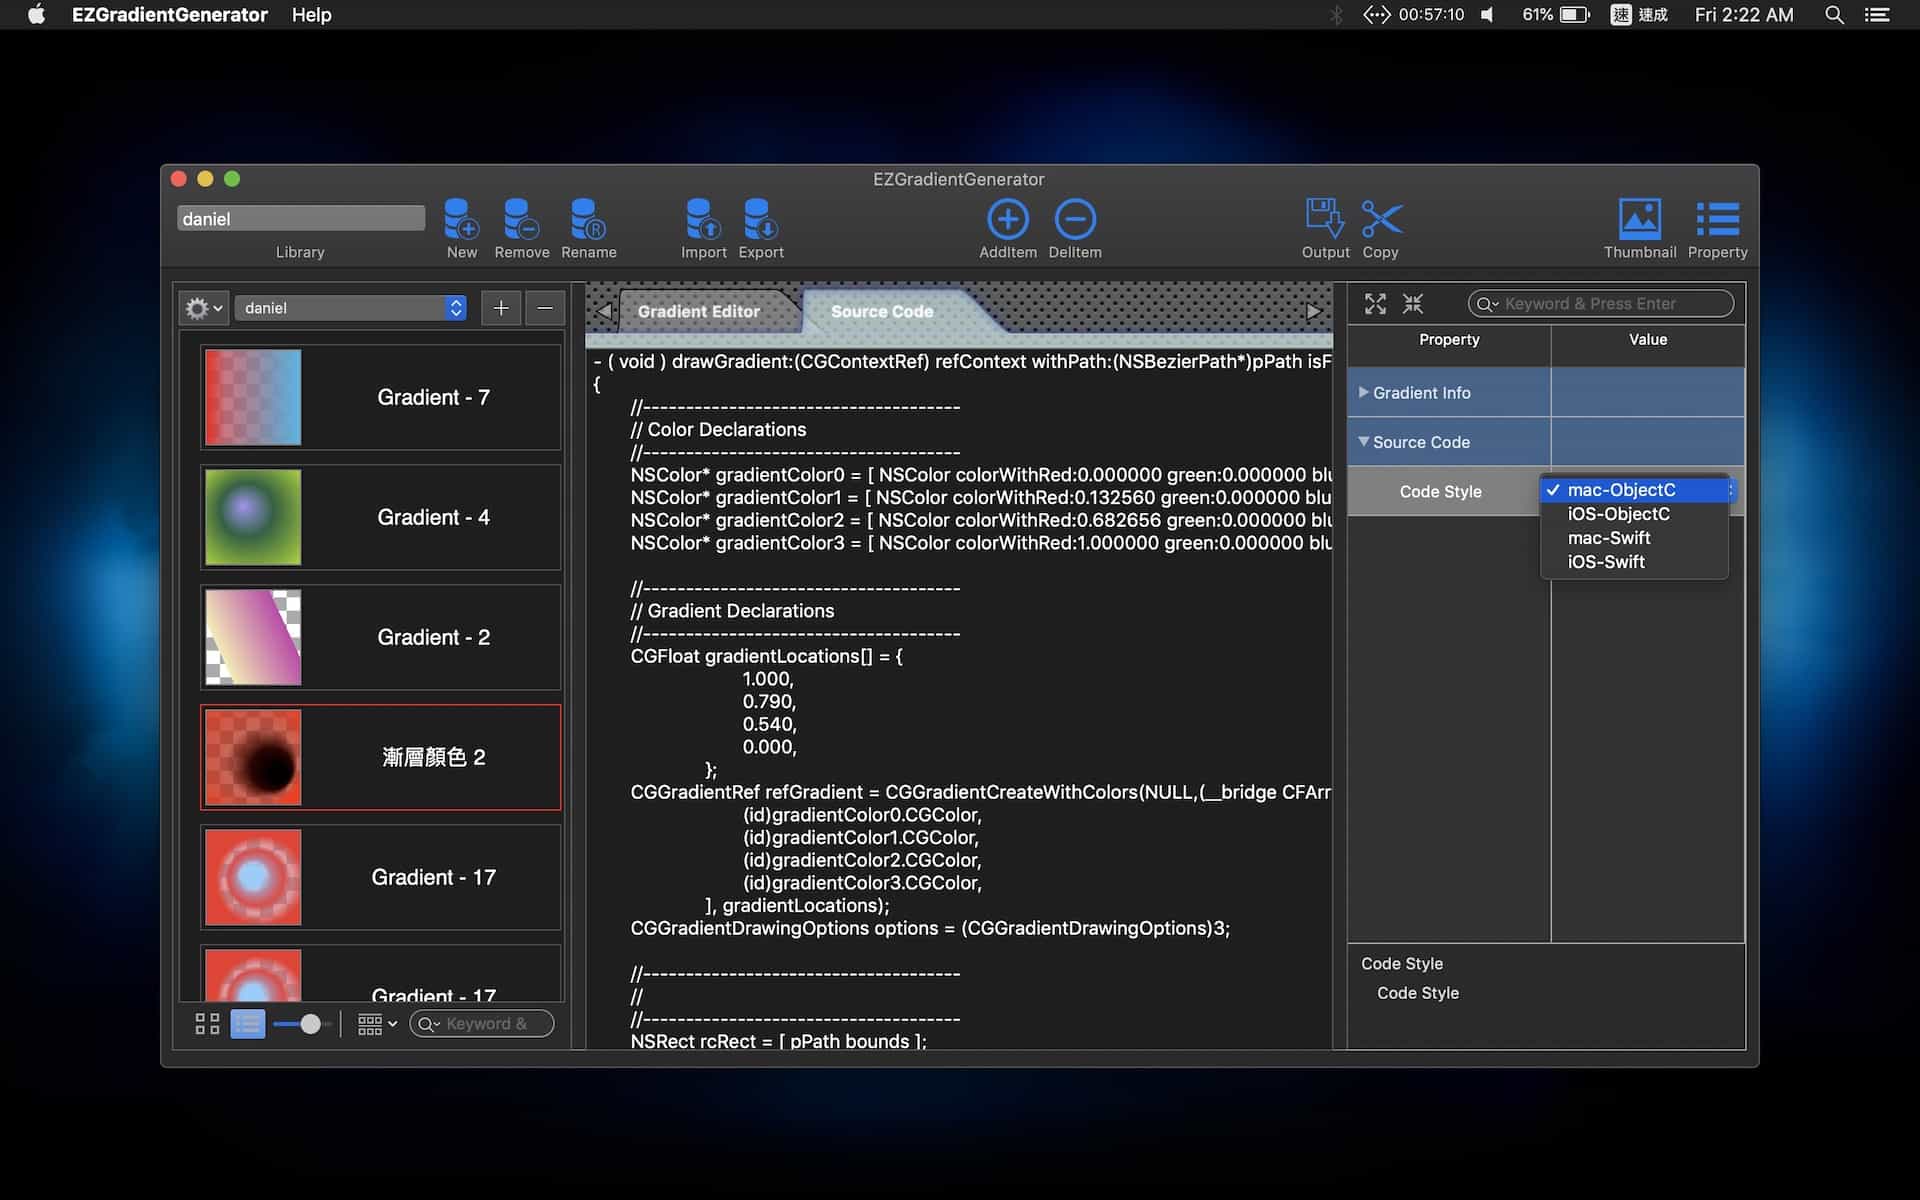 EZGradientGenerator Help
00:57:10 61% 速 速成 Fri 2:22 AM
EZGradientGenerator
daniel
Library
New Remove Rename Import Export AddItem DelItem Output Copy Thumbnail Property
daniel
Gradient - 7
Gradient - 4
Gradient - 2
漸層顏色 2
Gradient - 17
Gradient - 17
Keyword &
Gradient Editor Source Code
- ( void ) drawGradient:(CGContextRef) refContext withPath:(NSBezierPath*)pPath isF
{
//-------------------------------------
// Color Declarations
//-------------------------------------
NSColor* gradientColor0 = [ NSColor colorWithRed:0.000000 green:0.000000 blu
NSColor* gradientColor1 = [ NSColor colorWithRed:0.132560 green:0.000000 blu
NSColor* gradientColor2 = [ NSColor colorWithRed:0.682656 green:0.000000 blu
NSColor* gradientColor3 = [ NSColor colorWithRed:1.000000 green:0.000000 blu
//-------------------------------------
// Gradient Declarations
//-------------------------------------
CGFloat gradientLocations[] = {
1.000,
0.790,
0.540,
0.000,
};
CGGradientRef refGradient = CGGradientCreateWithColors(NULL,(__bridge CFArr
(id)gradientColor0.CGColor,
(id)gradientColor1.CGColor,
(id)gradientColor2.CGColor,
(id)gradientColor3.CGColor,
], gradientLocations);
CGGradientDrawingOptions options = (CGGradientDrawingOptions)3;
//-------------------------------------
//
//-------------------------------------
NSRect rcRect = [ pPath bounds ];
Keyword & Press Enter
Property Value
Gradient Info
Source Code
Code Style
mac-ObjectC
iOS-ObjectC
mac-Swift
iOS-Swift
Code Style
Code Style